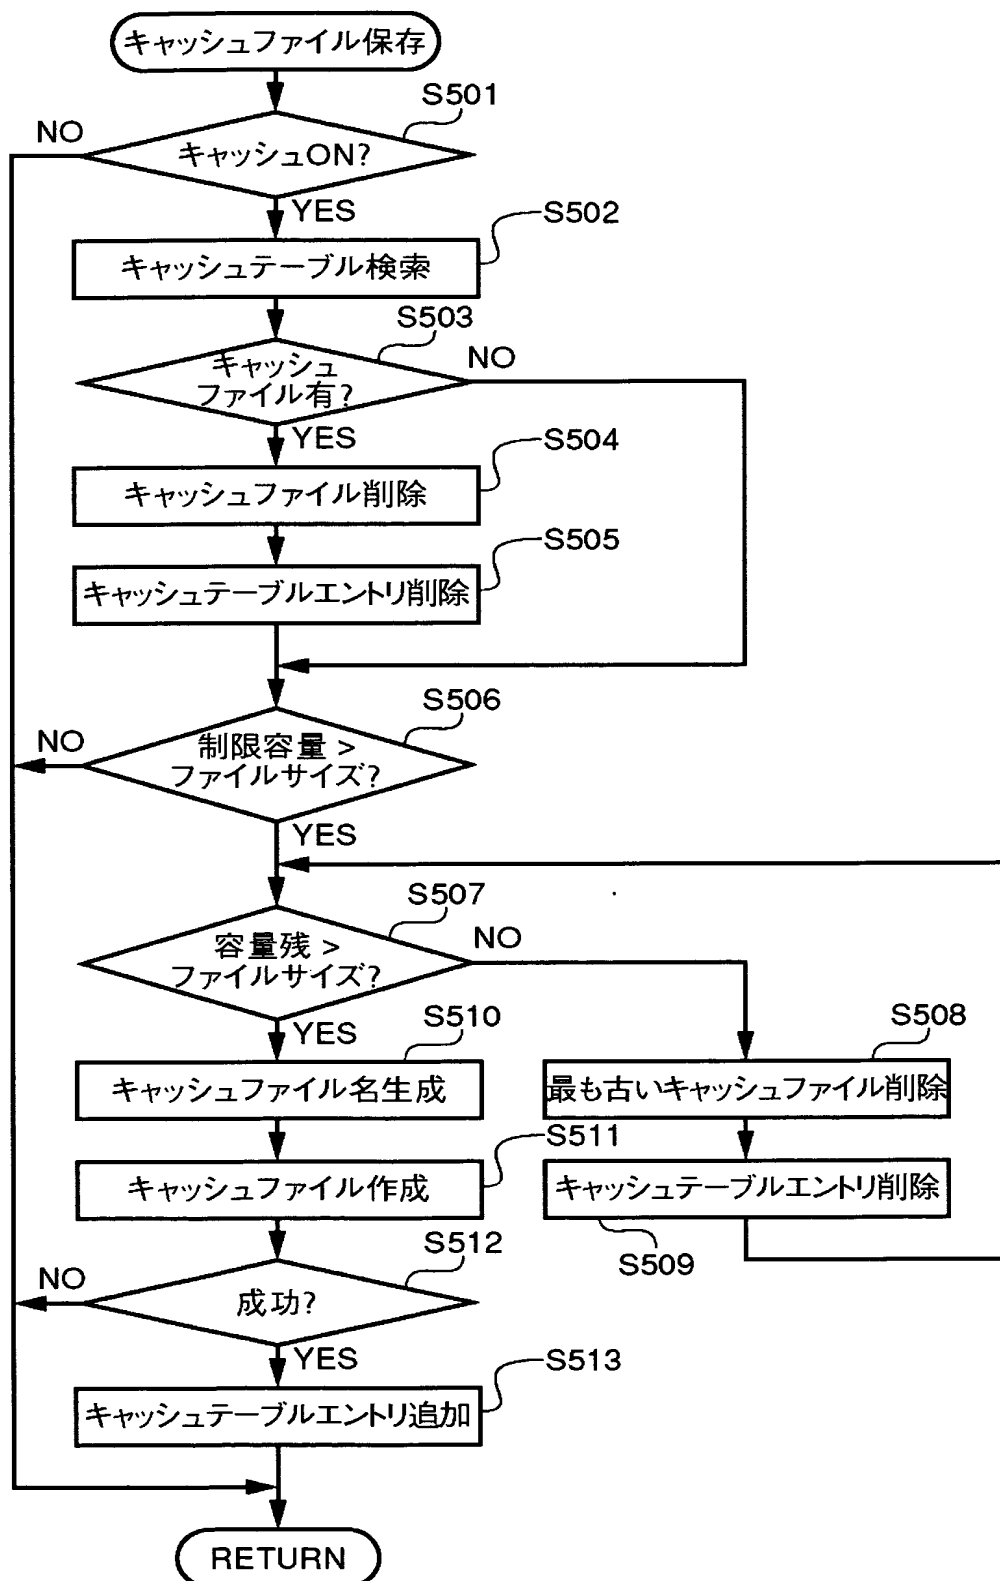 キャッシュファイル保存
S501
NO
キャッシュON?
YES
S502
キャッシュテーブル検索
S503
NO
キャッシュ
ファイル有?
YES
S504
キャッシュファイル削除
S505
キャッシュテーブルエントリ削除
S506
NO
制限容量 >
ファイルサイズ?
YES
S507
NO
容量残 >
ファイルサイズ?
YES
S510
S508
キャッシュファイル名生成
最も古いキャッシュファイル削除
S511
キャッシュファイル作成
キャッシュテーブルエントリ削除
S512
S509
NO
成功?
YES
S513
キャッシュテーブルエントリ追加
RETURN